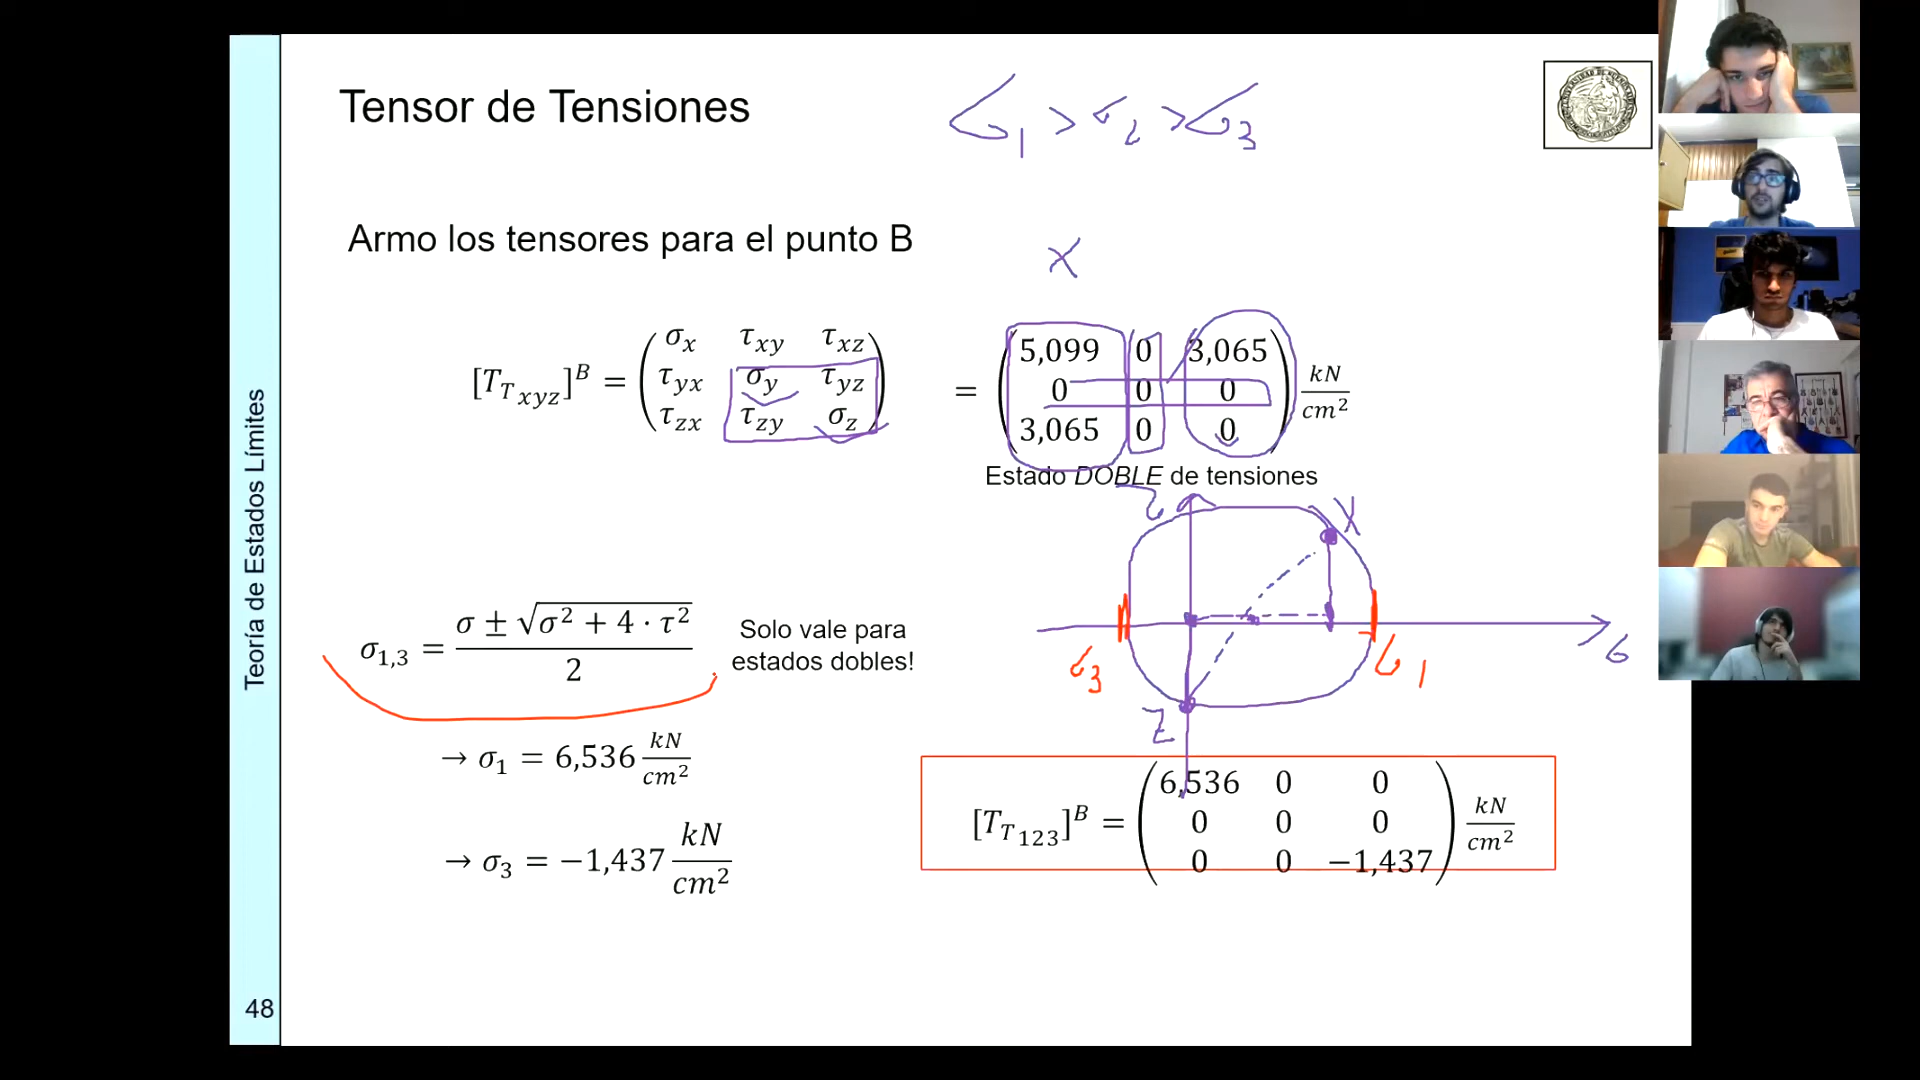 Tensor de Tensiones
σ1 > σ2 > σ3
Armo los tensores para el punto B
X
[T_T xyz]^B = (σx τxy τxz
τyx σy τyz
τzx τzy σz)
= (5,099 0 3,065
0 0 0
3,065 0 0) kN/cm²
Estado DOBLE de tensiones
τ
X
σ1,3 = (σ ± √(σ² + 4 · τ²)) / 2
Solo vale para
estados dobles!
σ
σ3
σ1
Z
→ σ1 = 6,536 kN/cm²
→ σ3 = −1,437 kN/cm²
[T_T 123]^B = (6,536 0 0
0 0 0
0 0 −1,437) kN/cm²
Teoría de Estados Límites
48